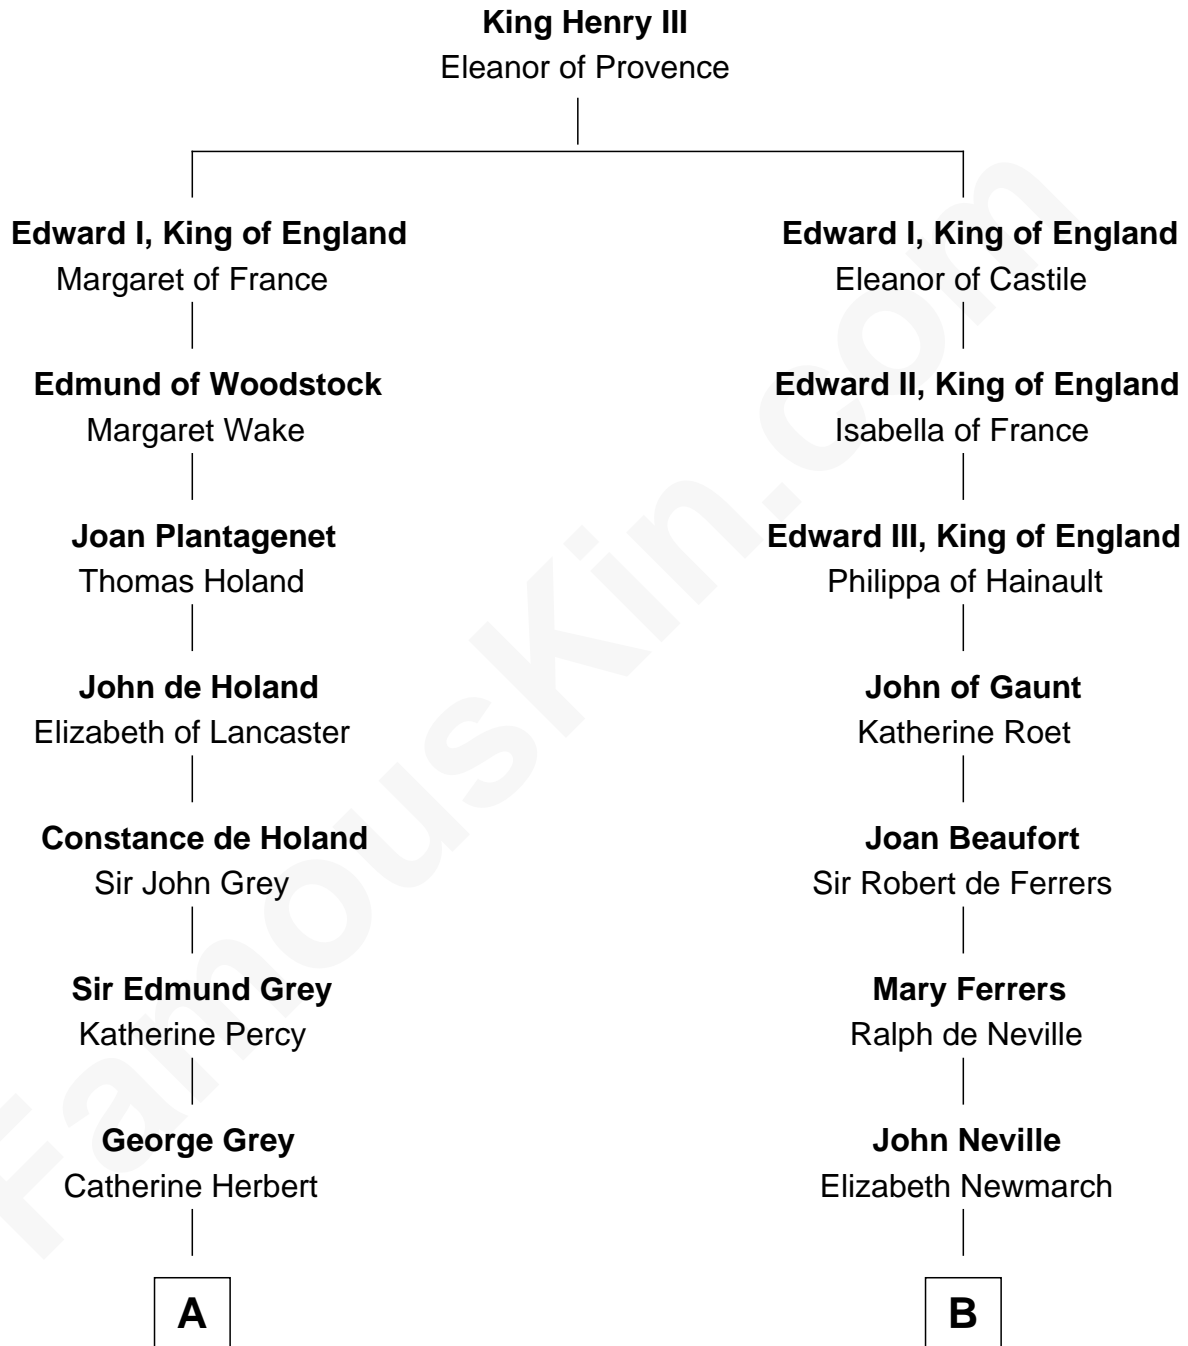 King Henry III
Eleanor of Provence
Edward I, King of England
Margaret of France
Edmund of Woodstock
Margaret Wake
Joan Plantagenet
Thomas Holand
John de Holand
Elizabeth of Lancaster
Constance de Holand
Sir John Grey
Sir Edmund Grey
Katherine Percy
George Grey
Catherine Herbert
A
Edward I, King of England
Eleanor of Castile
Edward II, King of England
Isabella of France
Edward III, King of England
Philippa of Hainault
John of Gaunt
Katherine Roet
Joan Beaufort
Sir Robert de Ferrers
Mary Ferrers
Ralph de Neville
John Neville
Elizabeth Newmarch
B
FamousKin.com